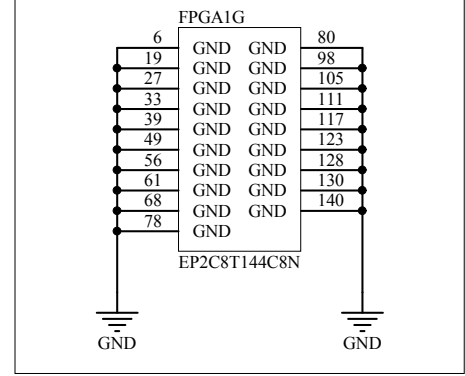 FPGA1G
6 GND GND 80
19 GND GND 98
27 GND GND 105
33 GND GND 111
39 GND GND 117
49 GND GND 123
56 GND GND 128
61 GND GND 130
68 GND GND 140
78 GND
EP2C8T144C8N
GND GND